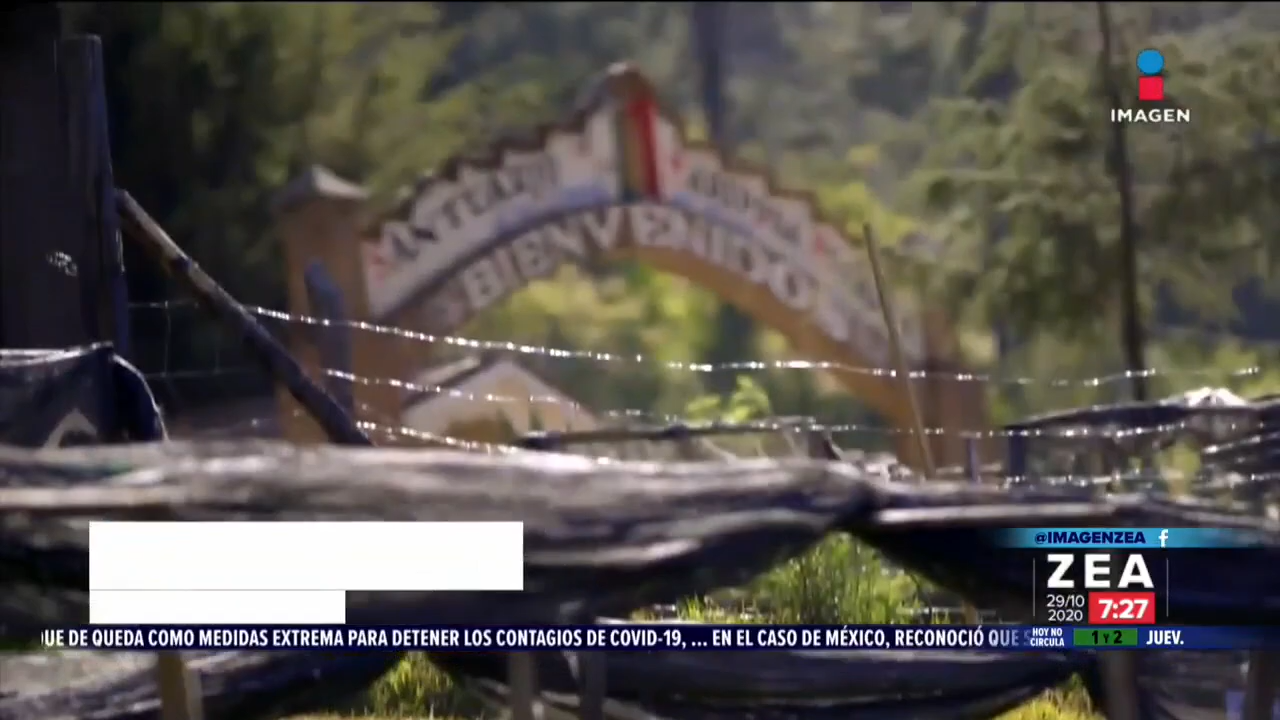 IMAGEN
BIENVENIDO
@IMAGENZEA
ZEA
29/10
2020
7:27
UE DE QUEDA COMO MEDIDAS EXTREMA PARA DETENER LOS CONTAGIOS DE COVID-19, ... EN EL CASO DE MÉXICO, RECONOCIÓ QUE
HOY NO
CIRCULA
1 Y 2
JUEV.